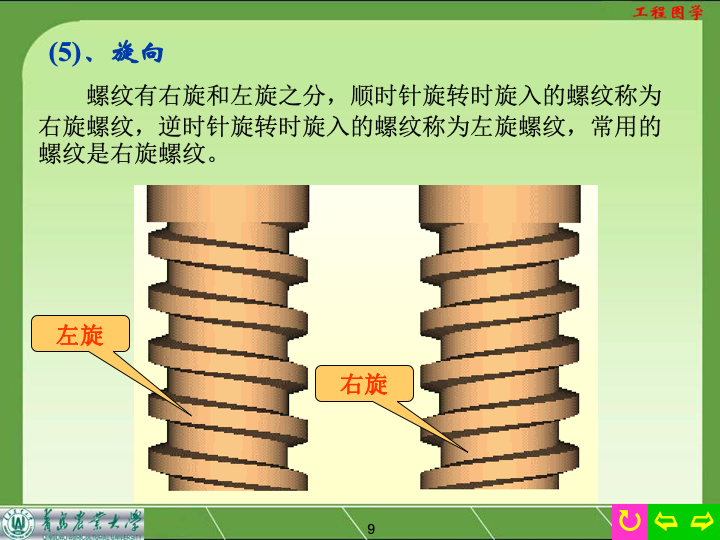 工程图学
(5)、旋向
螺纹有右旋和左旋之分，顺时针旋转时旋入的螺纹称为
右旋螺纹，逆时针旋转时旋入的螺纹称为左旋螺纹，常用的
螺纹是右旋螺纹。
左旋
右旋
青岛农业大学
9